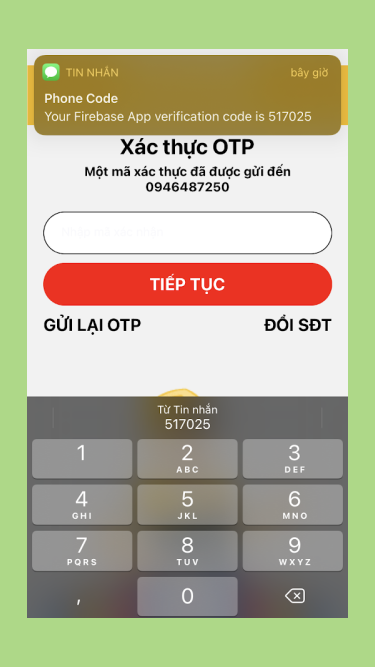 TIN NHẮN
bây giờ
Phone Code
Your Firebase App verification code is 517025
Xác thực OTP
Một mã xác thực đã được gửi đến
0946487250
TIẾP TỤC
GỬI LẠI OTP
ĐỔI SĐT
Từ Tin nhắn
517025
1
2
ABC
3
DEF
4
GHI
5
JKL
6
MNO
7
PQRS
8
TUV
9
WXYZ
,
0